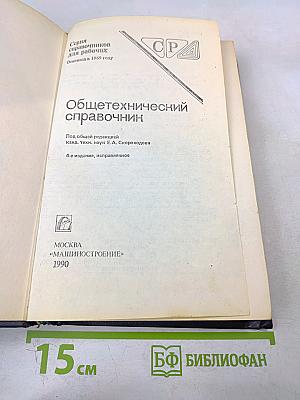 Серия
справочников
для рабочих
Основана в 1969 году
СР
Общетехнический
справочник
Под общей редакцией
канд. техн. наук Е.А. Скороходова
4-е издание, исправленное
МОСКВА
«МАШИНОСТРОЕНИЕ»
1990
15 см
БФ БИБЛИОФАН